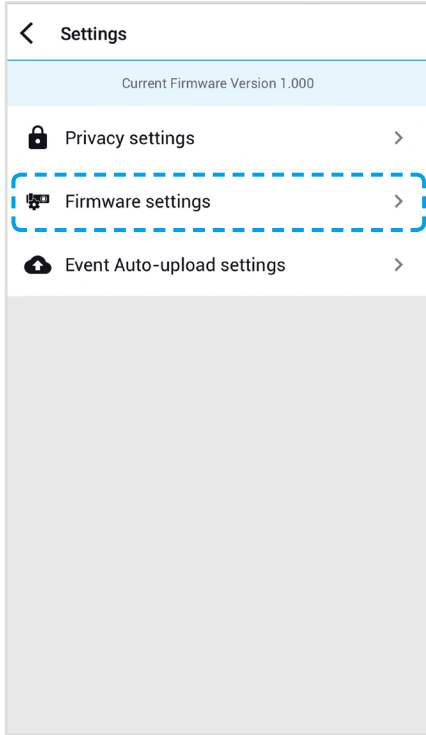 Settings
Current Firmware Version 1.000
Privacy settings
Firmware settings
Event Auto-upload settings